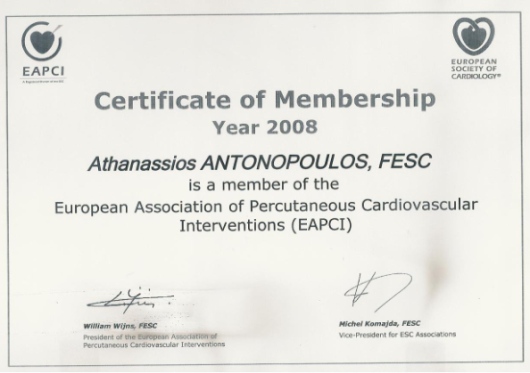 EAPCI
EUROPEAN
SOCIETY OF
CARDIOLOGY®
Certificate of Membership
Year 2008
Athanassios ANTONOPOULOS, FESC
is a member of the
European Association of Percutaneous Cardiovascular
Interventions (EAPCI)
William Wijns, FESC
President of the European Association of
Percutaneous Cardiovascular Interventions
Michel Komajda, FESC
Vice-President for ESC Associations